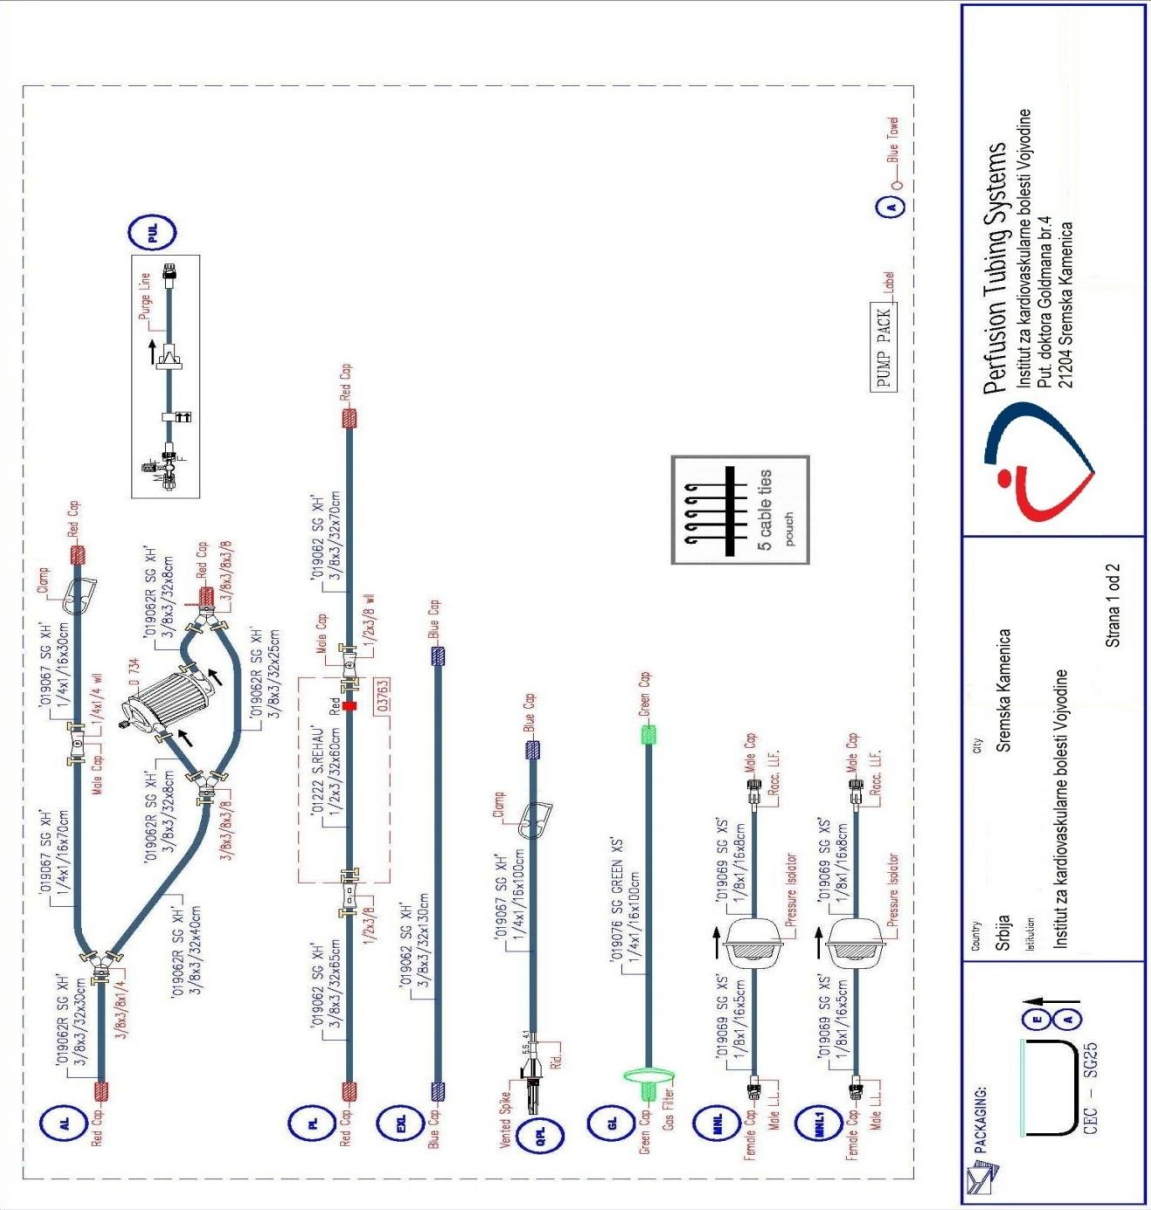 AL
Red Cap
'019062R SG XH'
3/8x3/32x30cm
3/8x3/8x1/4
'019067 SG XH'
1/4x1/16x70cm
Male Cap
1/4x1/4 wll
'019067 SG XH'
1/4x1/16x30cm
Clamp
Red Cap
'019062R SG XH'
3/8x3/32x40cm
3/8x3/8x3/8
'019062R SG XH'
3/8x3/32x8cm
D 734
'019062R SG XH'
3/8x3/32x8cm
Red Cap
3/8x3/8x3/8
'019062R SG XH'
3/8x3/32x25cm
PUL
Purge Line
M
F
PL
Red Cap
'019062 SG XH'
3/8x3/32x65cm
1/2x3/8
'01222 S.REHAU'
1/2x3/32x60cm
Red
03763
Male Cap
1/2x3/8 wll
'019062 SG XH'
3/8x3/32x70cm
Red Cap
EXL
Blue Cap
'019062 SG XH'
3/8x3/32x130cm
Blue Cap
QPL
Vented Spike
5.6 4.1
Rid.
'019067 SG XH'
1/4x1/16x100cm
Clamp
Blue Cap
GL
Green Cap
Gas Filter
'019076 SG GREEN XS'
1/4x1/16x100cm
Green Cap
MNL
Female Cap
Male L.L.
'019069 SG XS'
1/8x1/16x5cm
Pressure Isolator
'019069 SG XS'
1/8x1/16x8cm
Male Cap
Racc. LLF.
MNL1
Female Cap
Male L.L.
'019069 SG XS'
1/8x1/16x5cm
Pressure Isolator
'019069 SG XS'
1/8x1/16x8cm
Male Cap
Racc. LLF.
5 cable ties
pouch
PUMP PACK
Label
A
Blue Towel
PACKAGING:
E
A
CEC - SG25
Country
Srbija
City
Sremska Kamenica
Istitution
Institut za kardiovaskularne bolesti Vojvodine
Strana 1 od 2
Perfusion Tubing Systems
Institut za kardiovaskularne bolesti Vojvodine
Put. doktora Goldmana br.4
21204 Sremska Kamenica